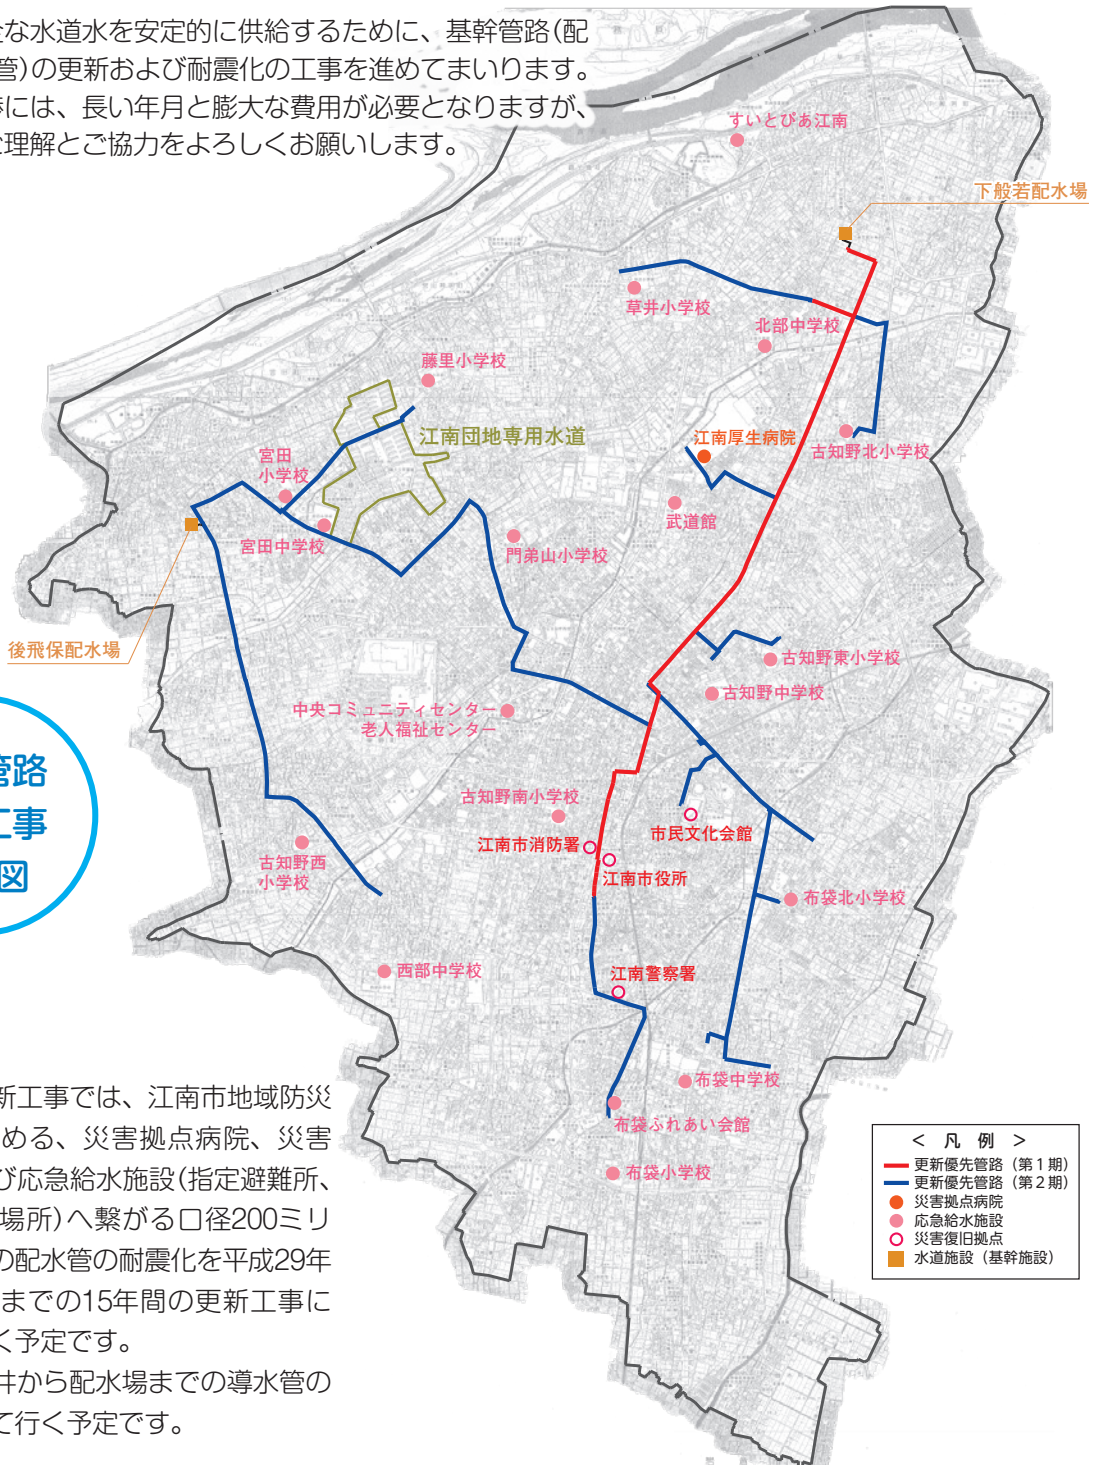 全な水道水を安定的に供給するために、基幹管路(配
管)の更新および耐震化の工事を進めてまいります。
には、長い年月と膨大な費用が必要となりますが、
理解とご協力をよろしくお願いします。
すいとぴあ江南
下般若配水場
草井小学校
北部中学校
藤里小学校
江南団地専用水道
江南厚生病院
古知野北小学校
宮田
小学校
武道館
宮田中学校
門弟山小学校
後飛保配水場
古知野東小学校
古知野中学校
中央コミュニティセンター
老人福祉センター
管路
工事
図
古知野南小学校
市民文化会館
江南市消防署
江南市役所
古知野西
小学校
布袋北小学校
西部中学校
江南警察署
布袋中学校
布袋ふれあい会館
布袋小学校
新工事では、江南市地域防災
める、災害拠点病院、災害
び応急給水施設(指定避難所、
場所)へ繋がる口径200ミリ
の配水管の耐震化を平成29年
までの15年間の更新工事に
く予定です。
井から配水場までの導水管の
て行く予定です。
＜ 凡 例 ＞
更新優先管路（第１期）
更新優先管路（第２期）
災害拠点病院
応急給水施設
災害復旧拠点
水道施設（基幹施設）